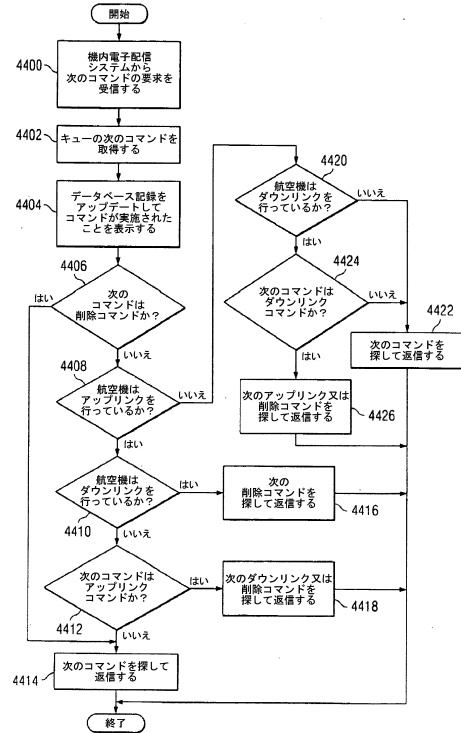 開始
4400
機内電子配信
システムから
次のコマンドの要求を
受信する
4402
キューの次のコマンドを
取得する
4404
データベース記録を
アップデートして
コマンドが実施された
ことを表示する
4406
次の
コマンドは
削除コマンドか？
はい
いいえ
4408
航空機は
アップリンクを
行っているか？
いいえ
はい
航空機は
ダウンリンクを
行っているか？
4410
はい
いいえ
次の
削除コマンドを
探して返信する
4416
次のコマンドは
アップリンク
コマンドか？
4412
はい
いいえ
次のダウンリンク又は
削除コマンドを
探して返信する
4418
4414
次のコマンドを探して
返信する
終了
4420
航空機は
ダウンリンクを
行っているか？
いいえ
はい
4424
次のコマンドは
ダウンリンク
コマンドか？
いいえ
はい
4422
次のコマンドを
探して返信する
次のアップリンク又は
削除コマンドを
探して返信する
4426